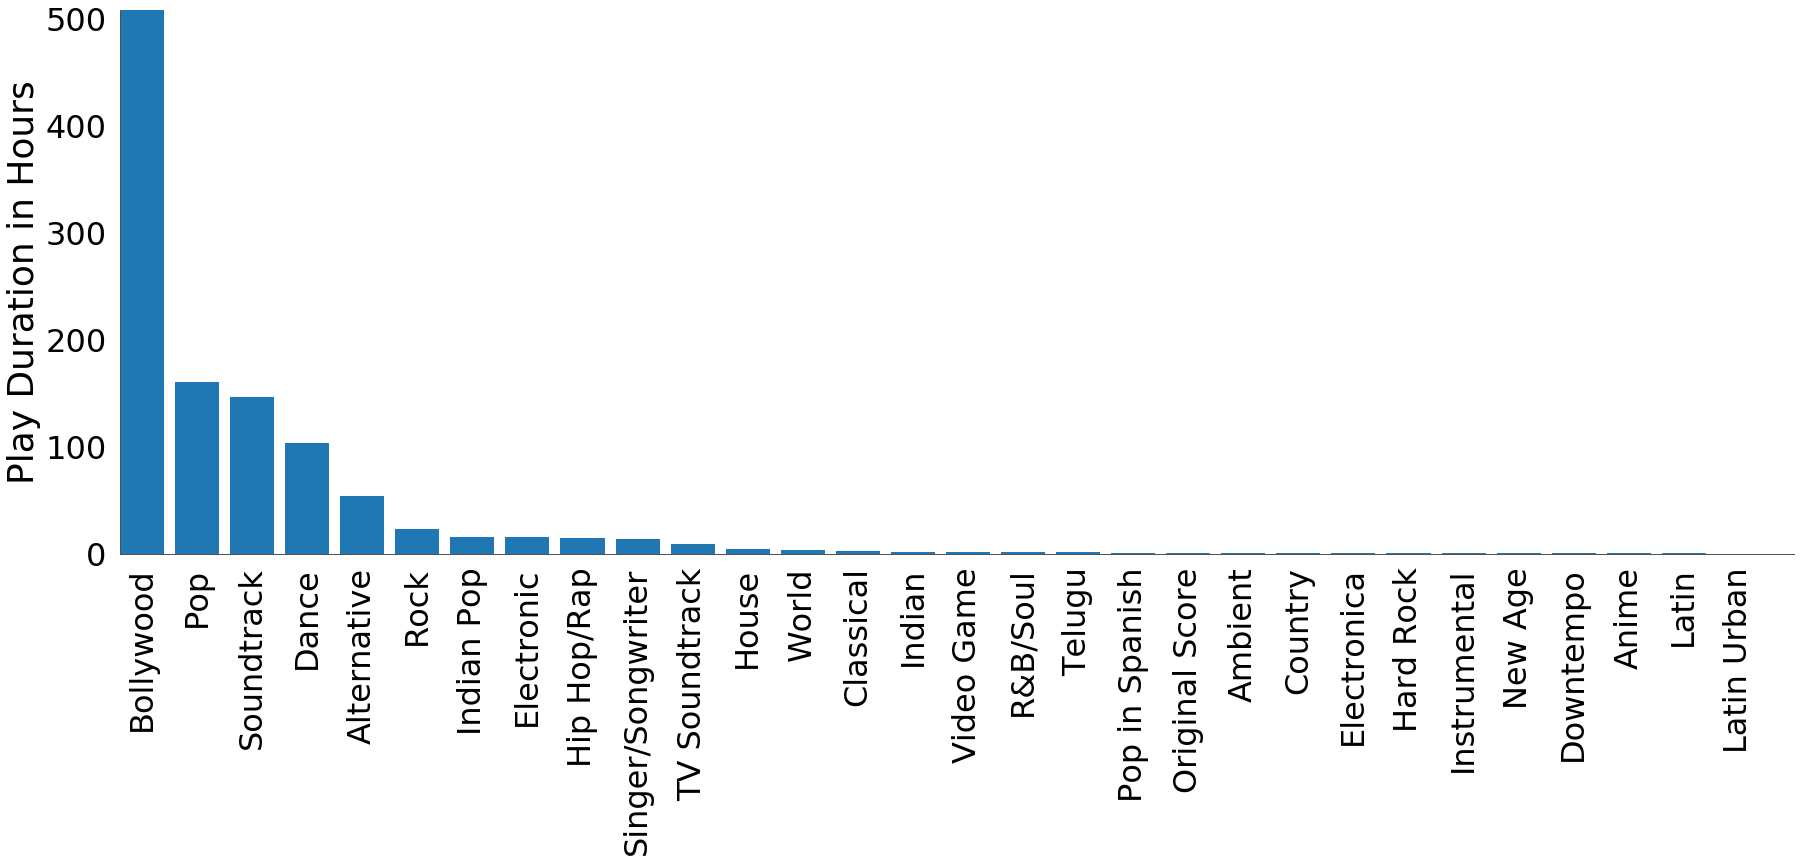 Play Duration in Hours
500
400
300
200
100
0
Bollywood
Pop
Soundtrack
Dance
Alternative
Rock
Indian Pop
Electronic
Hip Hop/Rap
Singer/Songwriter
TV Soundtrack
House
World
Classical
Indian
Video Game
R&B/Soul
Telugu
Pop in Spanish
Original Score
Ambient
Country
Electronica
Hard Rock
Instrumental
New Age
Downtempo
Anime
Latin
Latin Urban